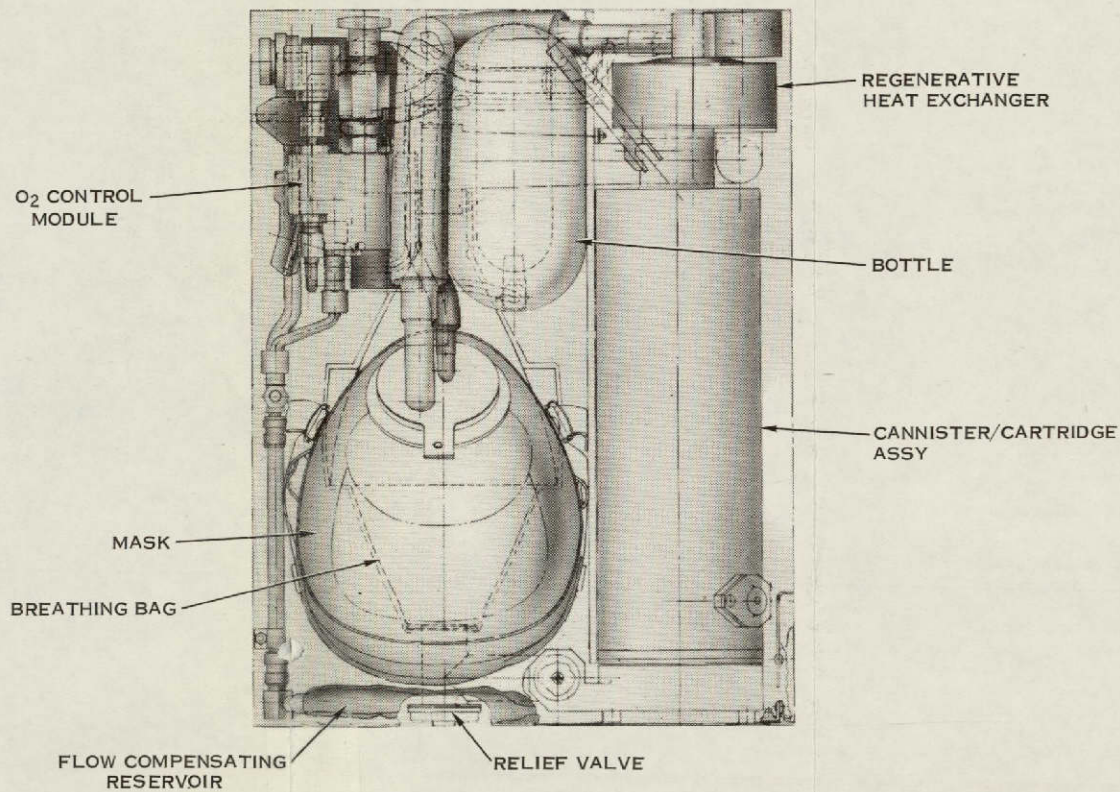 REGENERATIVE
HEAT EXCHANGER
O2 CONTROL
MODULE
BOTTLE
CANNISTER/CARTRIDGE
ASSY
MASK
BREATHING BAG
FLOW COMPENSATING
RESERVOIR
RELIEF VALVE